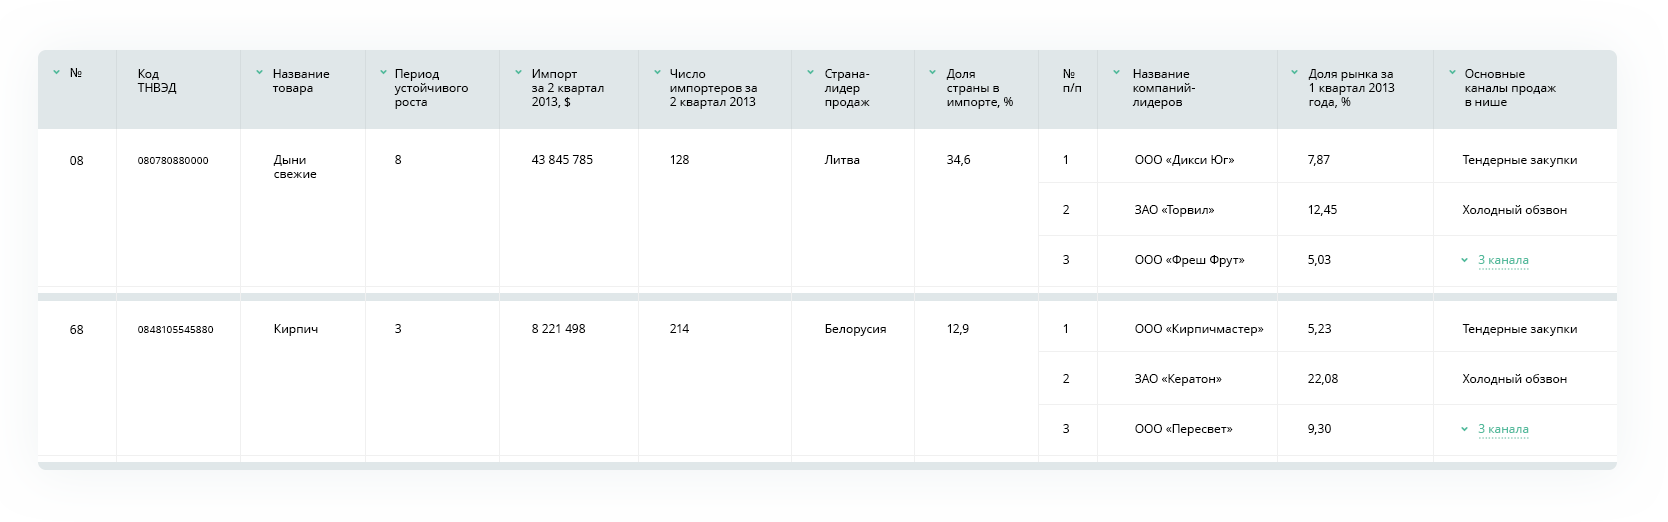 №
Код
ТНВЭД
Название
товара
Период
устойчивого
роста
Импорт
за 2 квартал
2013, $
Число
импортеров за
2 квартал 2013
Страна-
лидер
продаж
Доля
страны в
импорте, %
№
п/п
Название
компаний-
лидеров
Доля рынка за
1 квартал 2013
года, %
Основные
каналы продаж
в нише
08
080780880000
Дыни
свежие
8
43 845 785
128
Литва
34,6
1
ООО «Дикси Юг»
7,87
Тендерные закупки
2
ЗАО «Торвил»
12,45
Холодный обзвон
3
ООО «Фреш Фрут»
5,03
3 канала
68
0848105545880
Кирпич
3
8 221 498
214
Белорусия
12,9
1
ООО «Кирпичмастер»
5,23
Тендерные закупки
2
ЗАО «Кератон»
22,08
Холодный обзвон
3
ООО «Пересвет»
9,30
3 канала